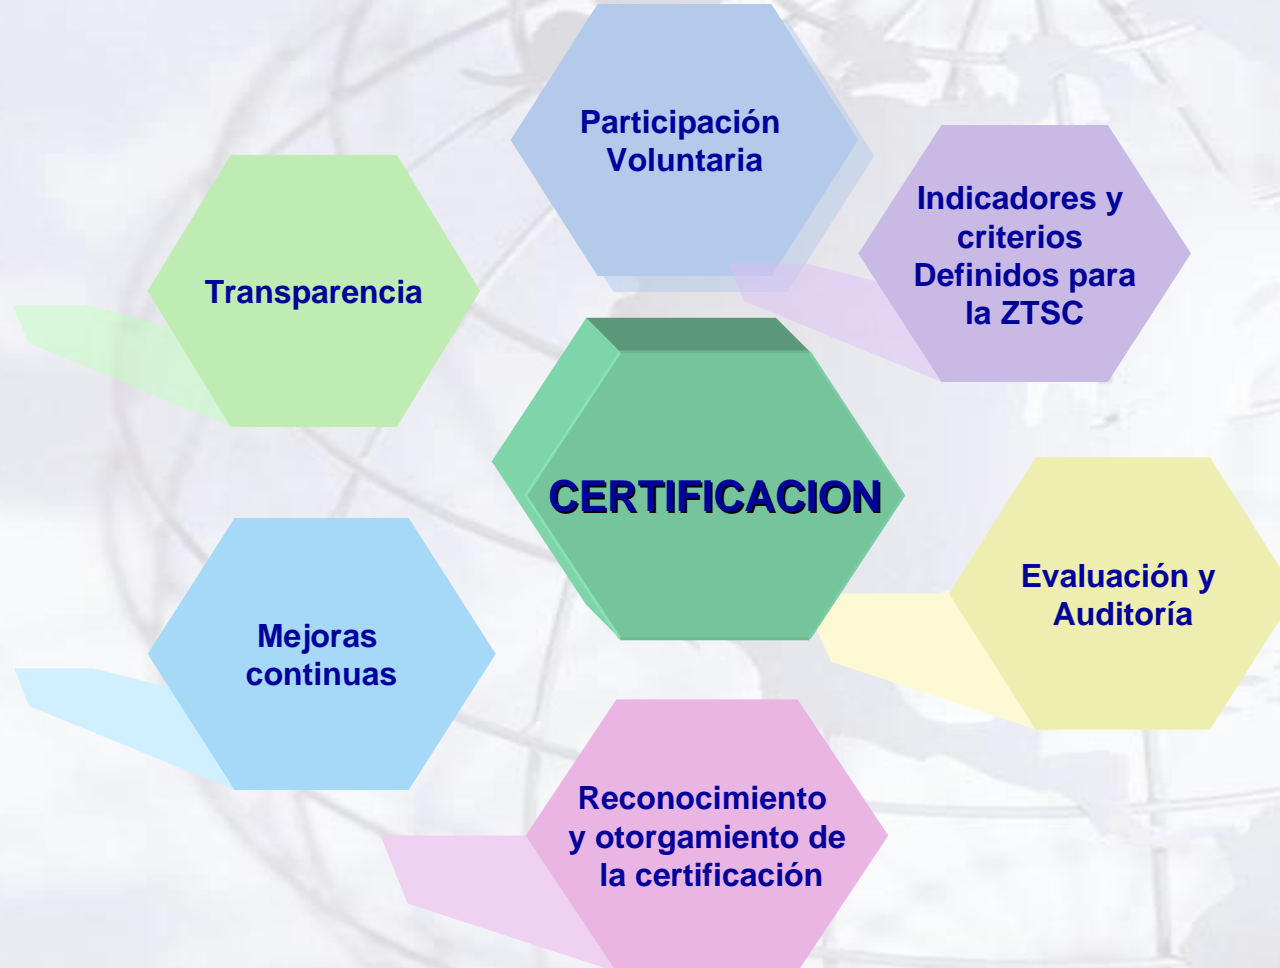 Participación
Voluntaria
Indicadores y
criterios
Definidos para
la ZTSC
Transparencia
CERTIFICACION
Evaluación y
Auditoría
Mejoras
continuas
Reconocimiento
y otorgamiento de
la certificación